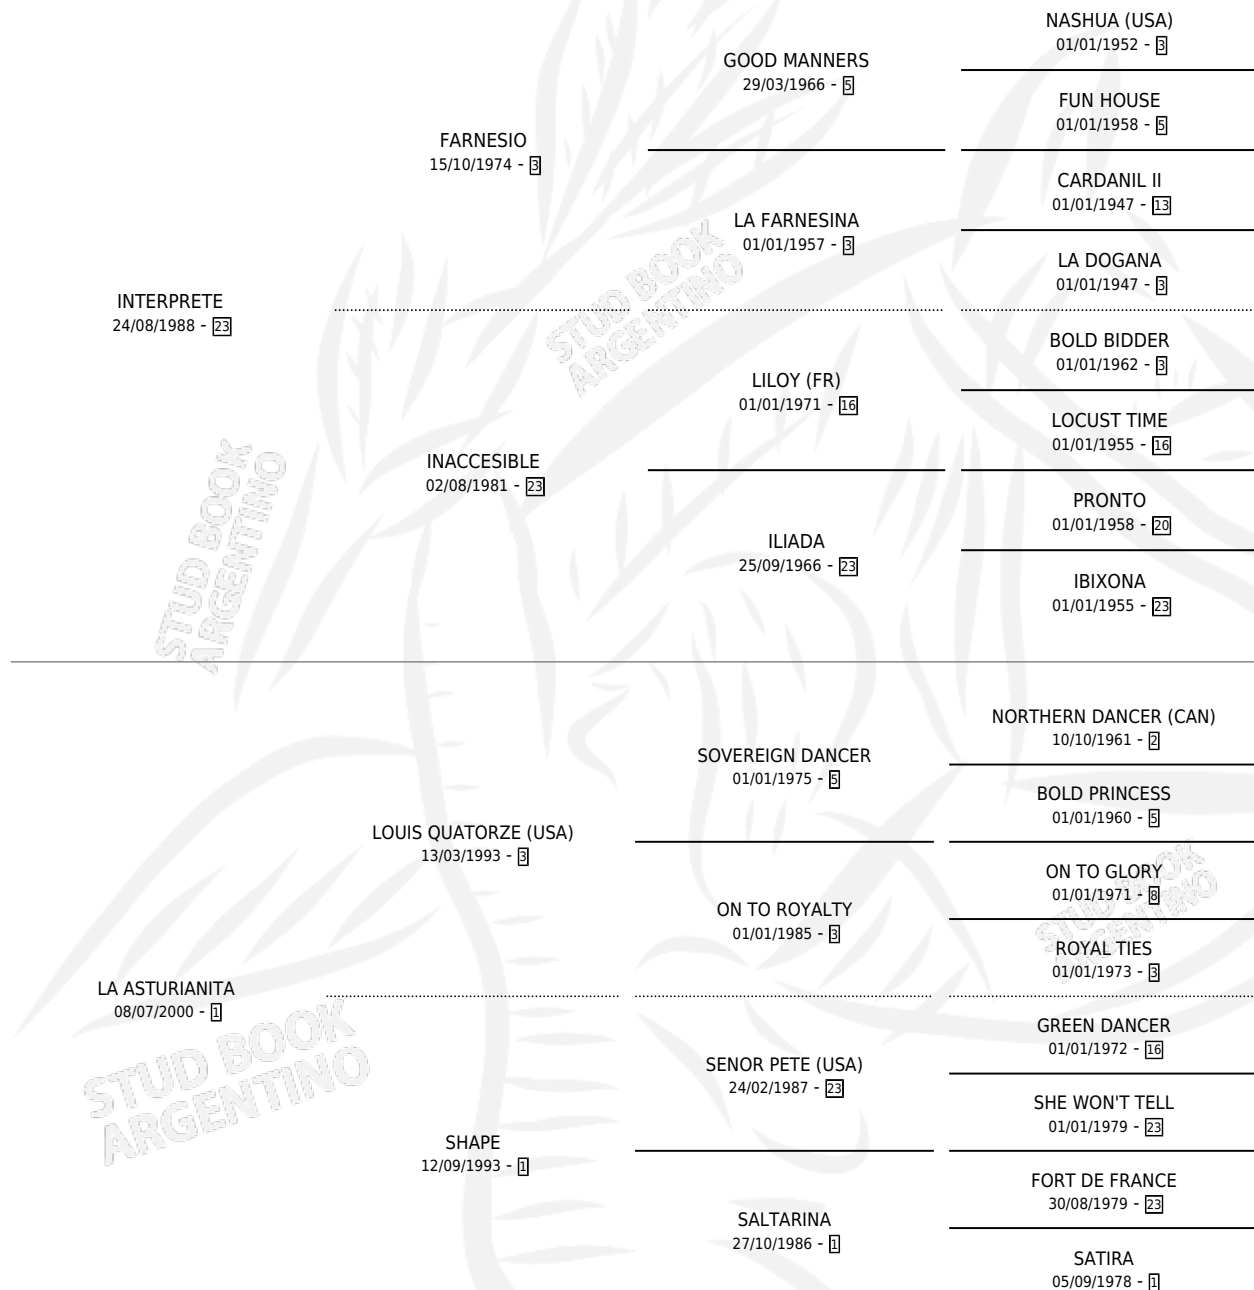 NASHUA (USA)
01/01/1952 - 3
GOOD MANNERS
29/03/1966 - 5
FUN HOUSE
01/01/1958 - 5
FARNESIO
15/10/1974 - 3
CARDANIL II
01/01/1947 - 13
LA FARNESINA
01/01/1957 - 3
LA DOGANA
01/01/1947 - 3
INTERPRETE
24/08/1988 - 23
BOLD BIDDER
01/01/1962 - 3
LILOY (FR)
01/01/1971 - 16
LOCUST TIME
01/01/1955 - 16
INACCESIBLE
02/08/1981 - 23
PRONTO
01/01/1958 - 20
ILIADA
25/09/1966 - 23
IBIXONA
01/01/1955 - 23
NORTHERN DANCER (CAN)
10/10/1961 - 2
SOVEREIGN DANCER
01/01/1975 - 5
BOLD PRINCESS
01/01/1960 - 5
LOUIS QUATORZE (USA)
13/03/1993 - 3
ON TO GLORY
01/01/1971 - 8
ON TO ROYALTY
01/01/1985 - 3
ROYAL TIES
01/01/1973 - 3
LA ASTURIANITA
08/07/2000 - 1
GREEN DANCER
01/01/1972 - 16
SENOR PETE (USA)
24/02/1987 - 23
SHE WON'T TELL
01/01/1979 - 23
SHAPE
12/09/1993 - 1
FORT DE FRANCE
30/08/1979 - 23
SALTARINA
27/10/1986 - 1
SATIRA
05/09/1978 - 1
STUD BOOK
ARGENTINO
STUD BOOK
ARGENTINO
STUD BOOK
ARGENTINO
STUD BOOK
ARGENTINO